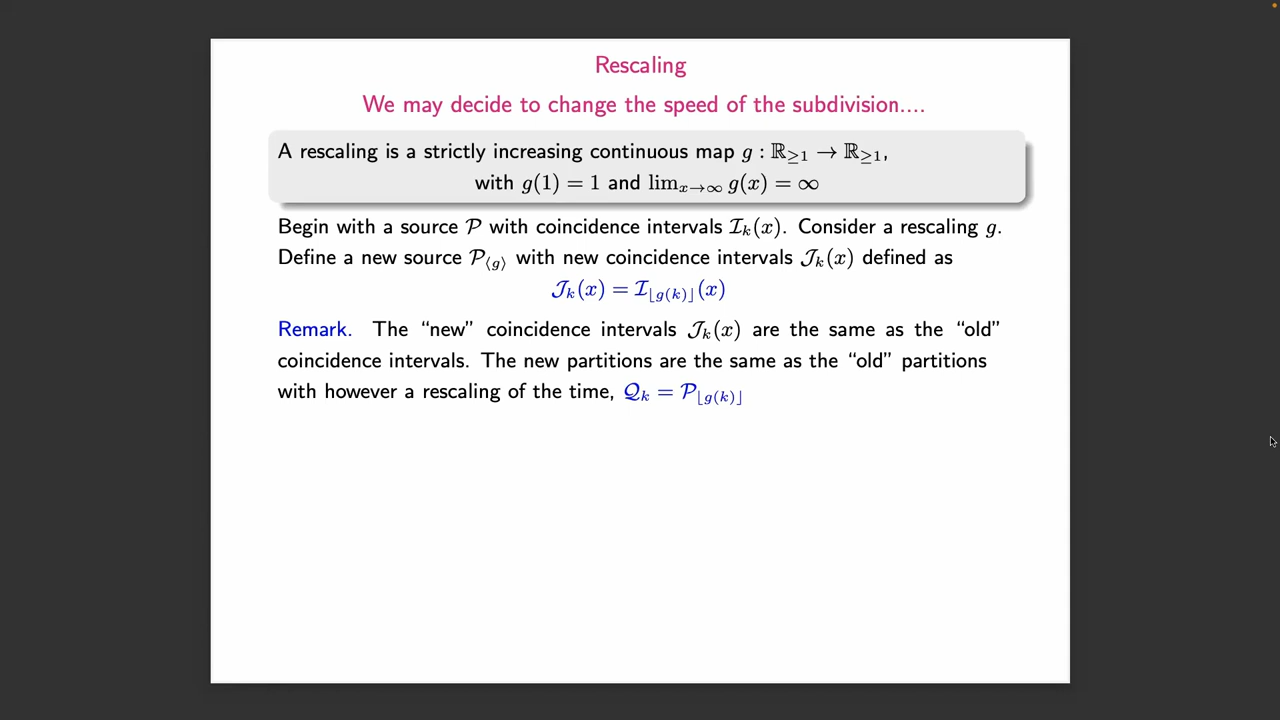 Rescaling
We may decide to change the speed of the subdivision....
A rescaling is a strictly increasing continuous map g : ℝ≥1 → ℝ≥1,
with g(1) = 1 and lim_{x→∞} g(x) = ∞
Begin with a source 𝒫 with coincidence intervals ℐ_k(x). Consider a rescaling g.
Define a new source 𝒫_{⟨g⟩} with new coincidence intervals 𝒥_k(x) defined as
𝒥_k(x) = ℐ_{⌊g(k)⌋}(x)
Remark. The “new” coincidence intervals 𝒥_k(x) are the same as the “old”
coincidence intervals. The new partitions are the same as the “old” partitions
with however a rescaling of the time, 𝒬_k = 𝒫_{⌊g(k)⌋}